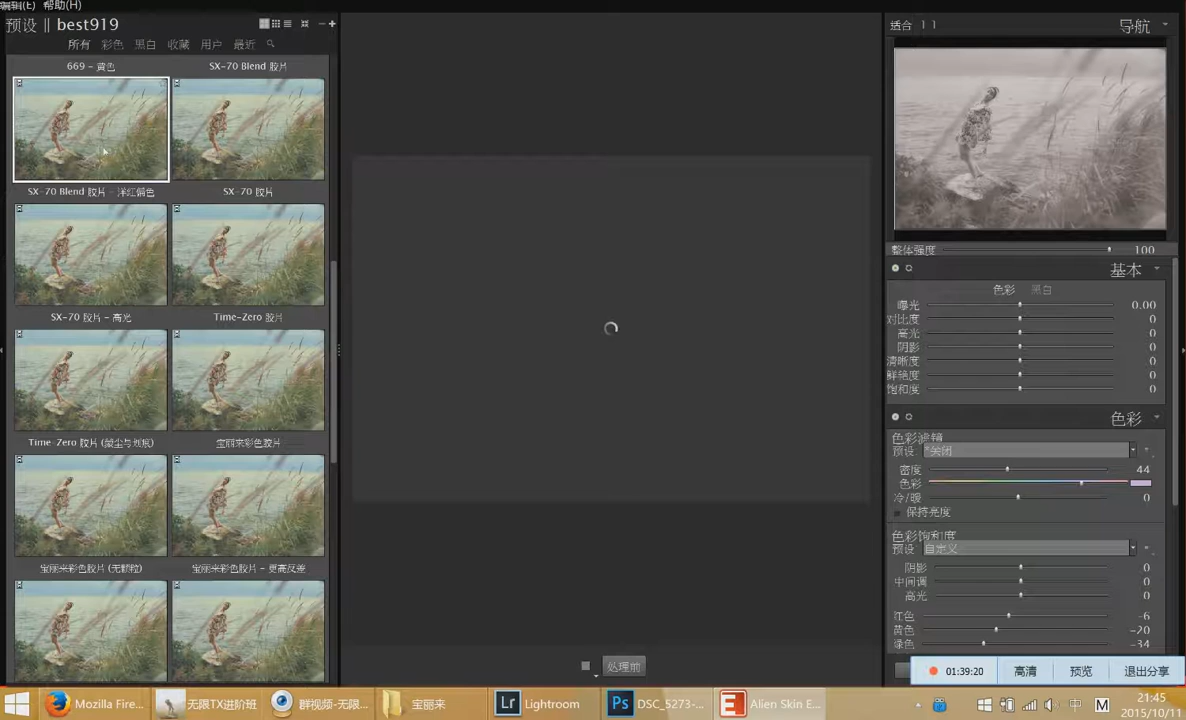 编辑(E) 帮助(H)
预设 || best919
所有 彩色 黑白 收藏 用户 最近
669 - 黄色
SX-70 Blend 胶片
SX-70 Blend 胶片 - 洋红偏色
SX-70 胶片
SX-70 胶片 - 高光
Time-Zero 胶片
Time-Zero 胶片 (蒙尘与划痕)
宝丽来彩色胶片
宝丽来彩色胶片 (无颗粒)
宝丽来彩色胶片 - 更高反差
处理前
适合 1 1
导航
整体强度 100
基本
色彩 黑白
曝光 0.00
对比度 0
高光 0
阴影 0
清晰度 0
鲜艳度 0
饱和度 0
色彩
色彩滤镜
预设 *关闭
密度 44
色彩
冷/暖 0
保持亮度
色彩饱和度
预设 自定义
阴影 0
中间调 0
高光 0
红色 -6
黄色 -20
绿色 -34
01:39:20 高清 预览 退出分享
Mozilla Fire...
无限TX进阶班
群视频-无限...
宝丽来
Lr Lightroom
Ps DSC_5273-...
Alien Skin E...
中 M
21:45
2015/10/11